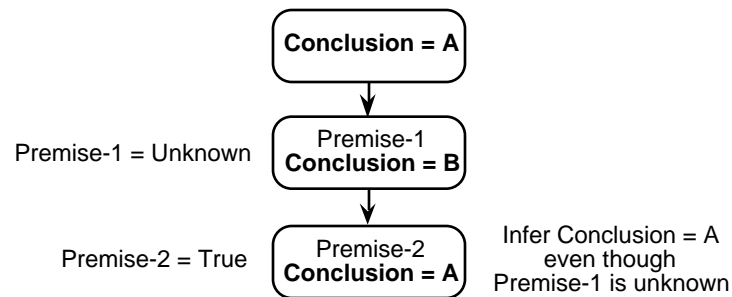 Conclusion = A
Premise-1 = Unknown
Premise-1
Conclusion = B
Premise-2 = True
Premise-2
Conclusion = A
Infer Conclusion = A
even though
Premise-1 is unknown